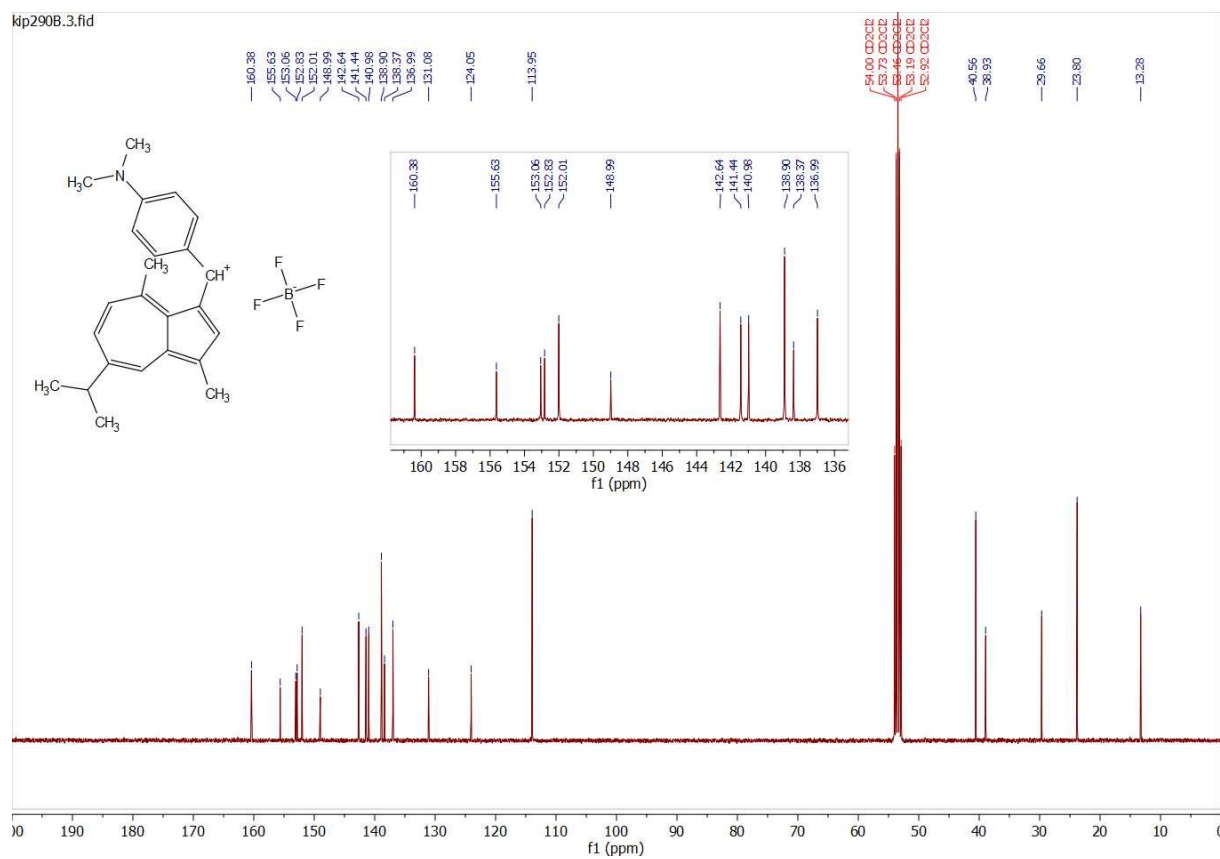 kip290B.3.fid
160.38
155.63
153.06
152.83
152.01
148.99
142.64
141.44
140.98
138.90
138.37
136.99
131.08
124.05
113.95
54.00 CD2Cl2
53.73 CD2Cl2
53.46 CD2Cl2
53.19 CD2Cl2
52.92 CD2Cl2
40.56
38.93
29.66
23.80
13.28
160.38
155.63
153.06
152.83
152.01
148.99
142.64
141.44
140.98
138.90
138.37
136.99
CH3
H3C N
CH3
CH+
F
F B- F
F
H3C
CH3
CH3
160 158 156 154 152 150 148 146 144 142 140 138 136
f1 (ppm)
00 190 180 170 160 150 140 130 120 110 100 90 80 70 60 50 40 30 20 10 0
f1 (ppm)